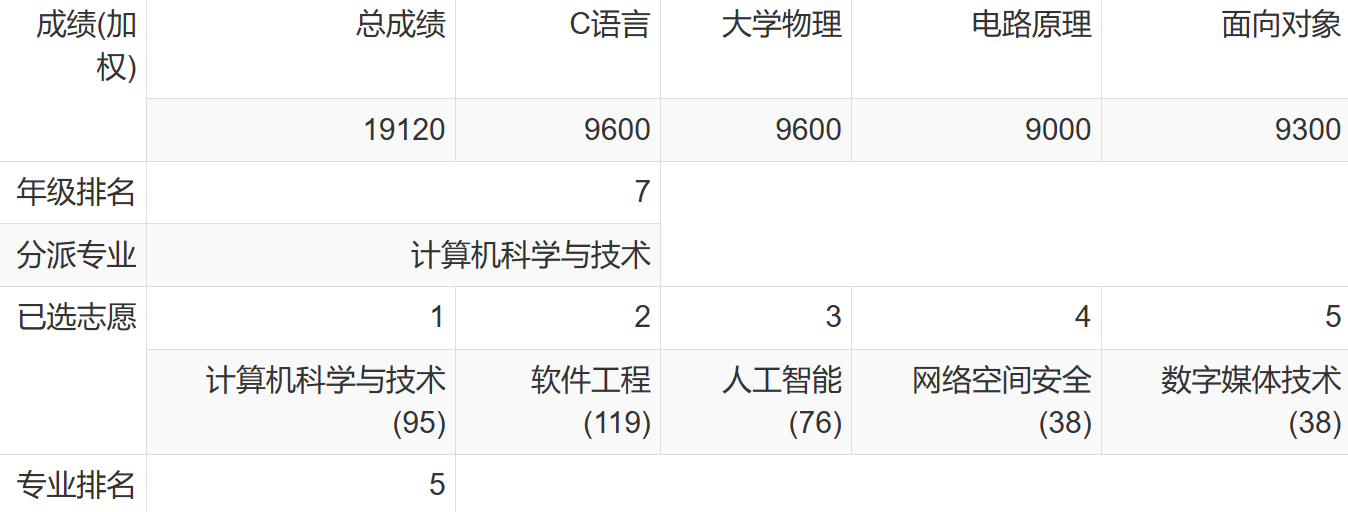 成绩(加权) 总成绩 C语言 大学物理 电路原理 面向对象
19120 9600 9600 9000 9300
年级排名 7
分派专业 计算机科学与技术
已选志愿 1 2 3 4 5
计算机科学与技术 软件工程 人工智能 网络空间安全 数字媒体技术
(95) (119) (76) (38) (38)
专业排名 5